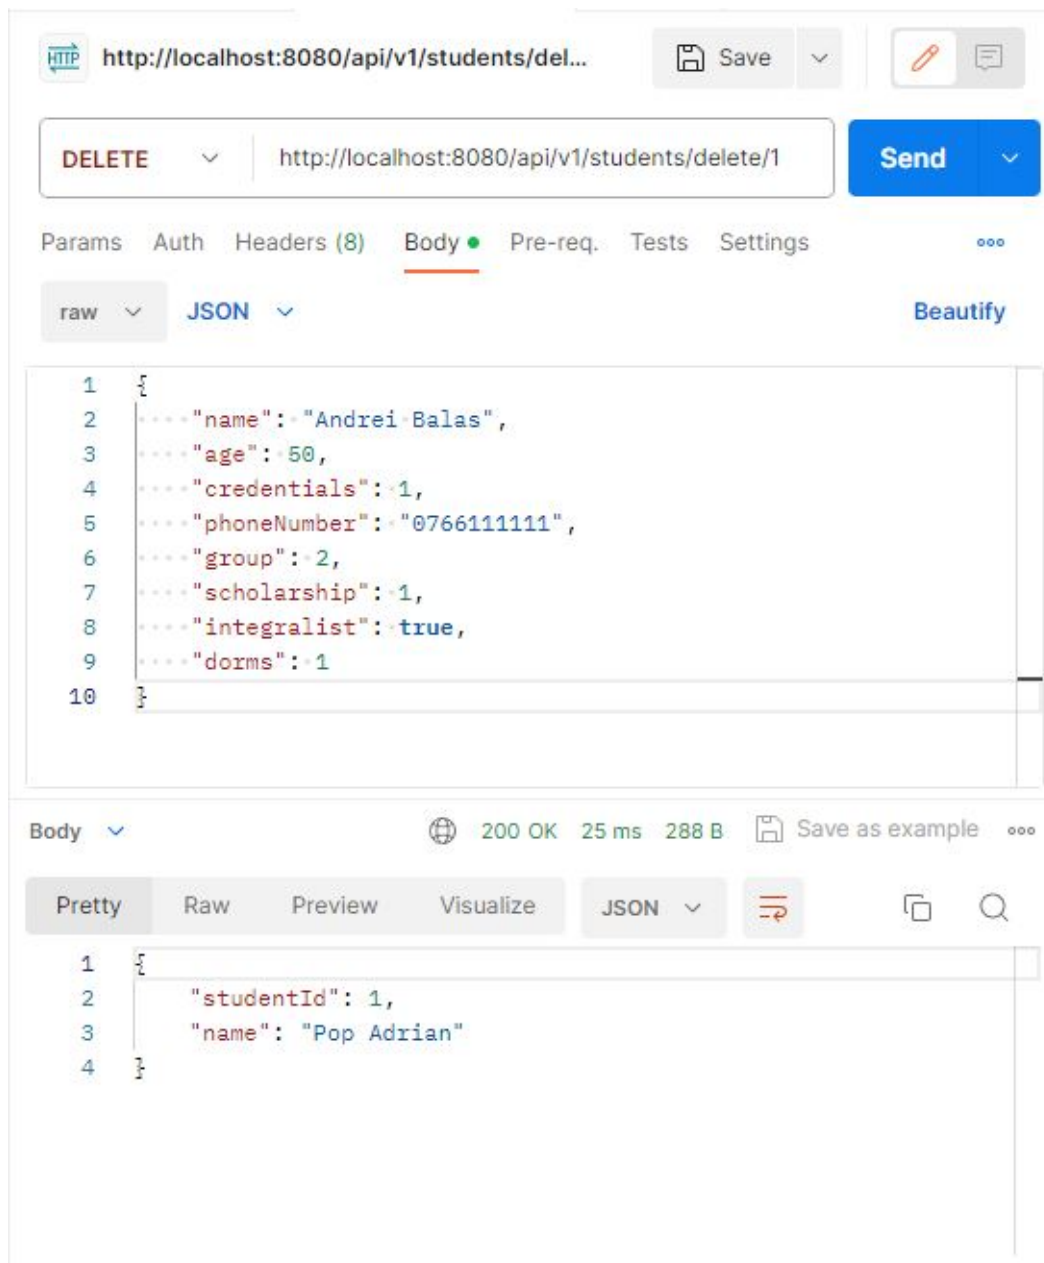 HTTP http://localhost:8080/api/v1/students/del... Save
DELETE http://localhost:8080/api/v1/students/delete/1 Send
Params Auth Headers (8) Body Pre-req. Tests Settings
raw JSON Beautify
1 {
2 "name": "Andrei Balas",
3 "age": 50,
4 "credentials": 1,
5 "phoneNumber": "0766111111",
6 "group": 2,
7 "scholarship": 1,
8 "integralist": true,
9 "dorms": 1
10 }
Body 200 OK 25 ms 288 B Save as example
Pretty Raw Preview Visualize JSON
1 {
2 "studentId": 1,
3 "name": "Pop Adrian"
4 }